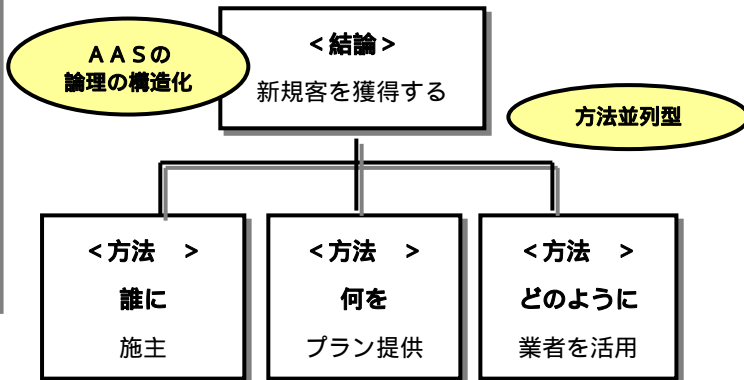 ＡＡＳの
論理の構造化
＜結論＞
新規客を獲得する
方法並列型
＜方法　＞
誰に
施主
＜方法　＞
何を
プラン提供
＜方法　＞
どのように
業者を活用